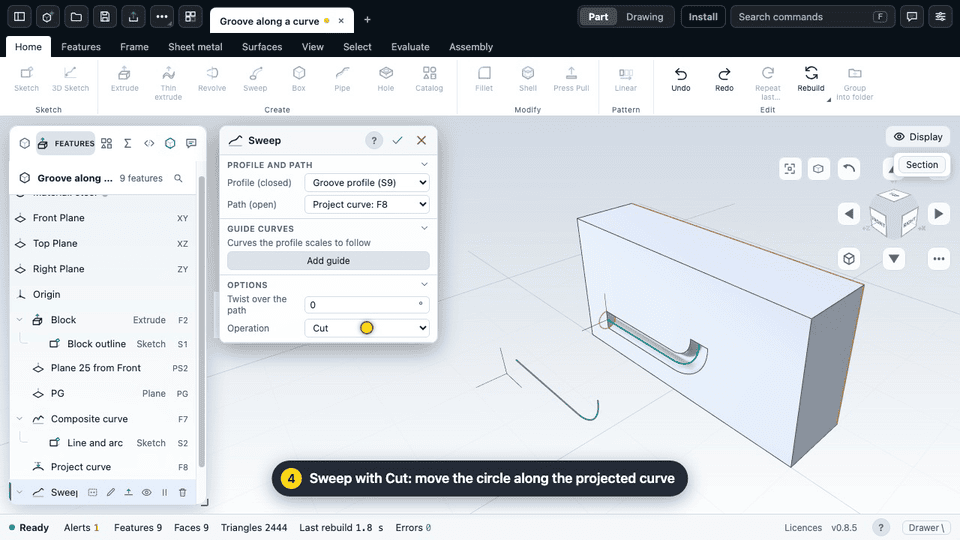 Groove along a curve
Part
Drawing
Install
Search commands
F
Home
Features
Frame
Sheet metal
Surfaces
View
Select
Evaluate
Assembly
Sketch
3D Sketch
Extrude
Thin extrude
Revolve
Sweep
Box
Pipe
Hole
Catalog
Fillet
Shell
Press Pull
Linear
Undo
Redo
Repeat last...
Rebuild
Group into folder
Sketch
Create
Modify
Pattern
Edit
FEATURES
Groove along ...
9 features
Front Plane XY
Top Plane XZ
Right Plane ZY
Origin
Block Extrude F2
Block outline Sketch S1
Plane 25 from Front PS2
PG Plane PG
Composite curve F7
Line and arc Sketch S2
Project curve F8
Sweep
Sweep
?
PROFILE AND PATH
Profile (closed) Groove profile (S9)
Path (open) Project curve: F8
GUIDE CURVES
Curves the profile scales to follow
Add guide
OPTIONS
Twist over the path 0 °
Operation Cut
Display
Section
TOP
FRONT
RIGHT
4 Sweep with Cut: move the circle along the projected curve
Ready
Alerts 1
Features 9
Faces 9
Triangles 2444
Last rebuild 1.8 s
Errors 0
Licences
v0.8.5
?
Drawer \